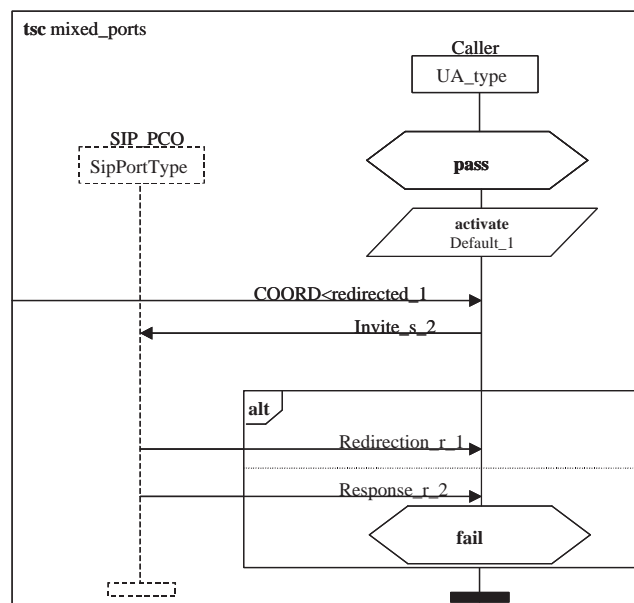 tsc mixed_ports
Caller
UA_type
SIP_PCO
SipPortType
pass
activate
Default_1
COORD<redirected_1
Invite_s_2
alt
Redirection_r_1
Response_r_2
fail